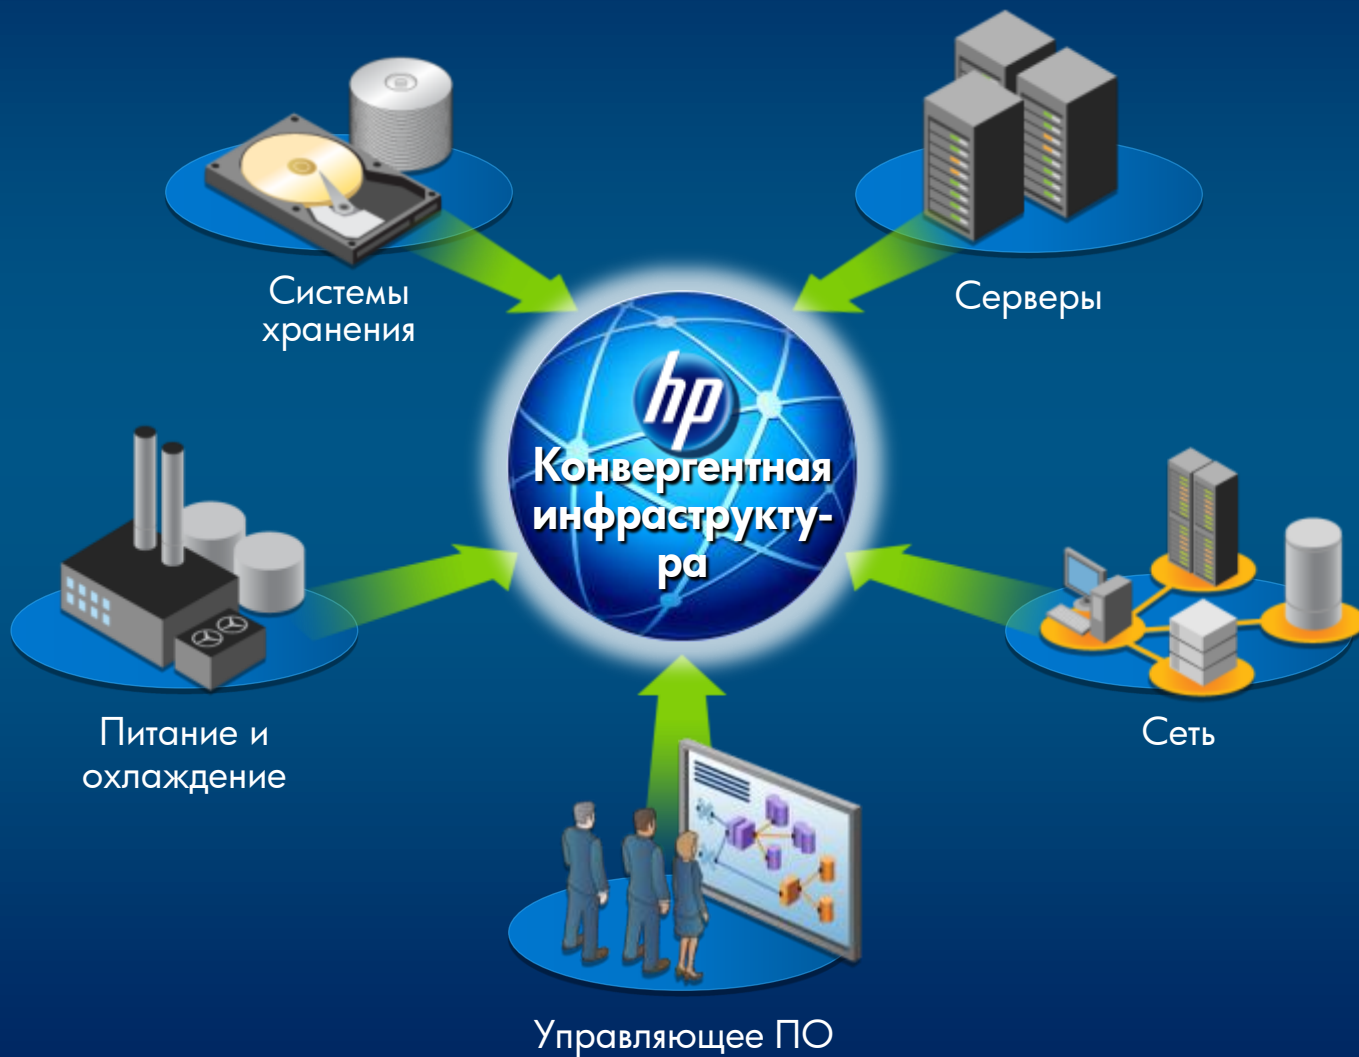 Системы
хранения
Серверы
hp
Конвергентная
инфраструкту-
ра
Питание и
охлаждение
Сеть
Управляющее ПО